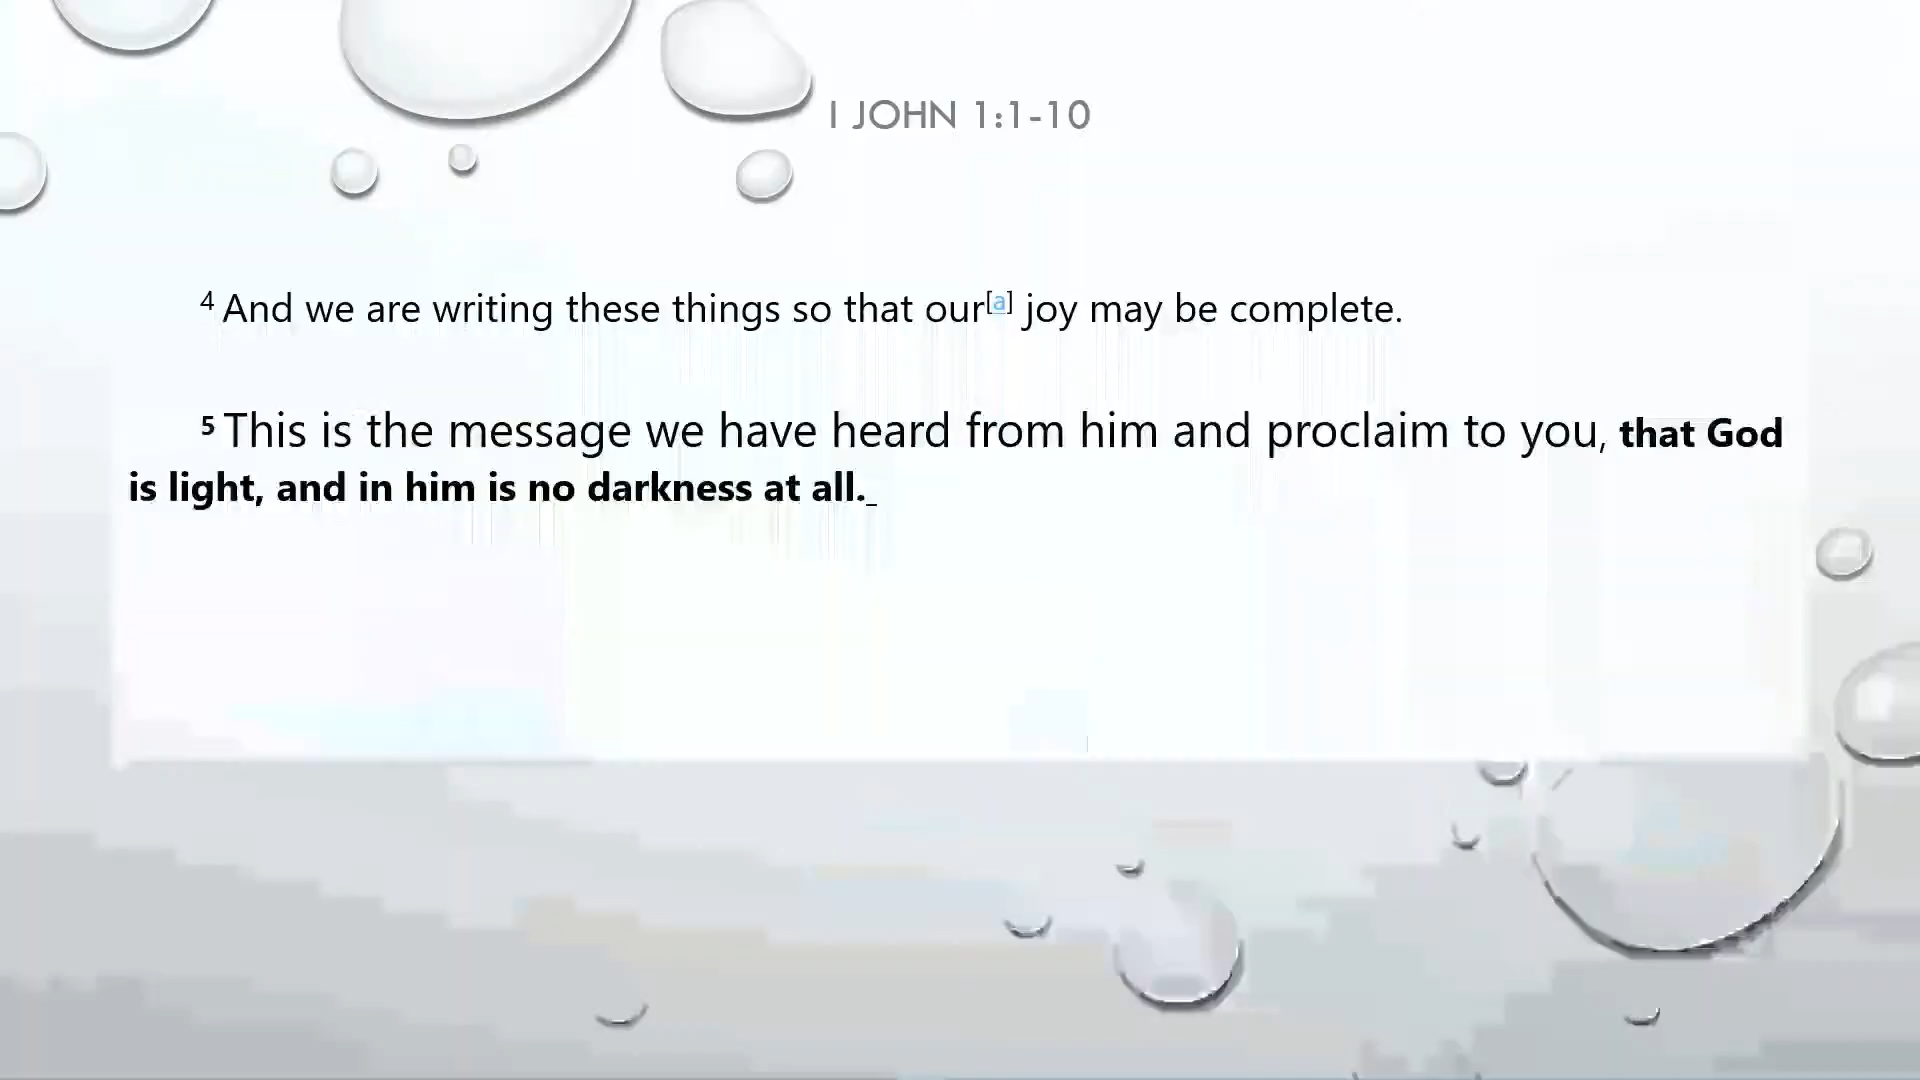 I JOHN 1:1-10
4 And we are writing these things so that our[a] joy may be complete.
5 This is the message we have heard from him and proclaim to you, that God
is light, and in him is no darkness at all.